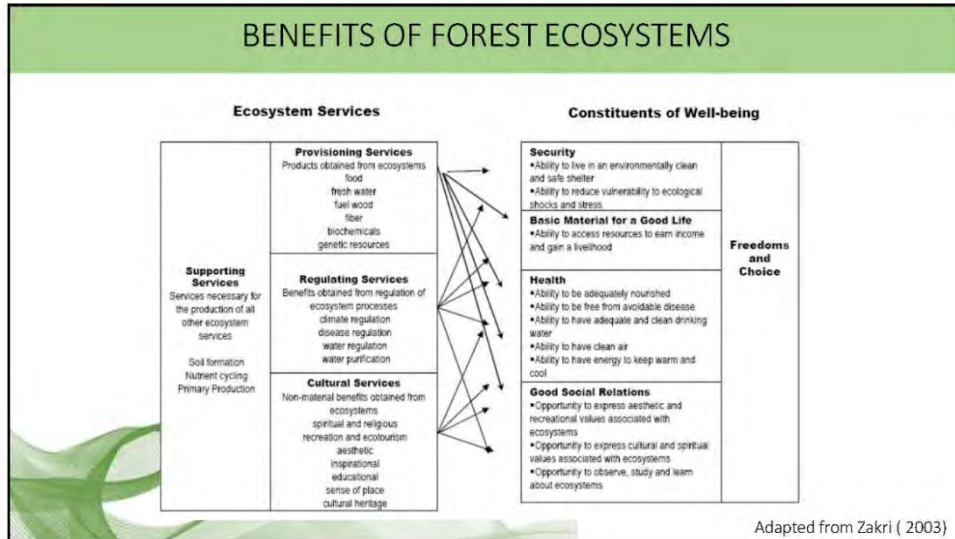 BENEFITS OF FOREST ECOSYSTEMS
Ecosystem Services
Supporting
Services
Services necessary for
the production of all
other ecosystem
services
Soil formation
Nutrient cycling
Primary Production
Provisioning Services
Products obtained from ecosystems
food
fresh water
fuel wood
fiber
biochemicals
genetic resources
Regulating Services
Benefits obtained from regulation of
ecosystem processes
climate regulation
disease regulation
water regulation
water purification
Cultural Services
Non-material benefits obtained from
ecosystems
spiritual and religious
recreation and ecotourism
aesthetic
inspirational
educational
sense of place
cultural heritage
Constituents of Well-being
Security
▪Ability to live in an environmentally clean
and safe shelter
▪Ability to reduce vulnerability to ecological
shocks and stress
Basic Material for a Good Life
▪Ability to access resources to earn income
and gain a livelihood
Health
▪Ability to be adequately nourished
▪Ability to be free from avoidable disease
▪Ability to have adequate and clean drinking
water
▪Ability to have clean air
▪Ability to have energy to keep warm and
cool
Good Social Relations
▪Opportunity to express aesthetic and
recreational values associated with
ecosystems
▪Opportunity to express cultural and spiritual
values associated with ecosystems
▪Opportunity to observe, study and learn
about ecosystems
Freedoms
and
Choice
Adapted from Zakri ( 2003)